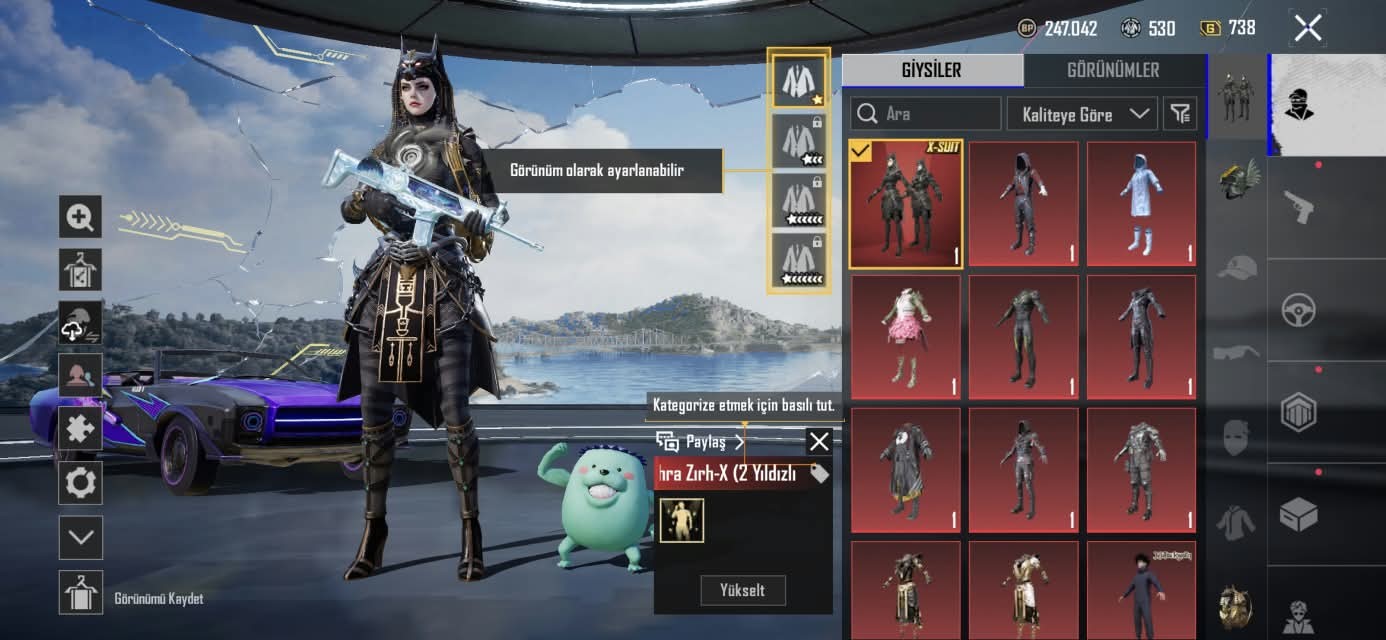 247.042
530
738
GİYSİLER
GÖRÜNÜMLER
Ara
Kaliteye Göre
Görünüm olarak ayarlanabilir
X-SUIT
1
1
1
1
1
1
1
1
1
Kategorize etmek için basılı tut.
Paylaş
hra Zırh-X (2 Yıldızlı
Yükselt
Görünümü Kaydet